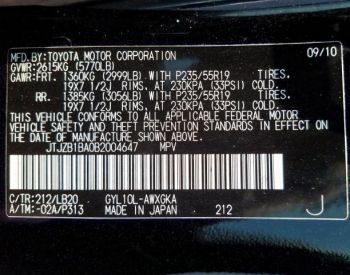 MFD.BY:TOYOTA MOTOR CORPORATION 09/10
GVWR:2615KG (5770LB)
GAWR:FRT. 1360KG (2999LB) WITH P235/55R19 TIRES,
19X7 1/2J RIMS, AT 230KPA (33PSI) COLD
RR. 1385KG (3056LB) WITH P235/55R19 TIRES,
19X7 1/2J RIMS, AT 230KPA (33PSI) COLD
THIS VEHICLE CONFORMS TO ALL APPLICABLE FEDERAL MOTOR
VEHICLE SAFETY AND THEFT PREVENTION STANDARDS IN
EFFECT ON THE DATE OF MANUFACTURE SHOWN ABOVE.
JTJZB1BA0B2004647 MPV
C/TR:212/LB20 GYL10L-AWXGKA
A/TM:-02A/P313 MADE IN JAPAN 212 J